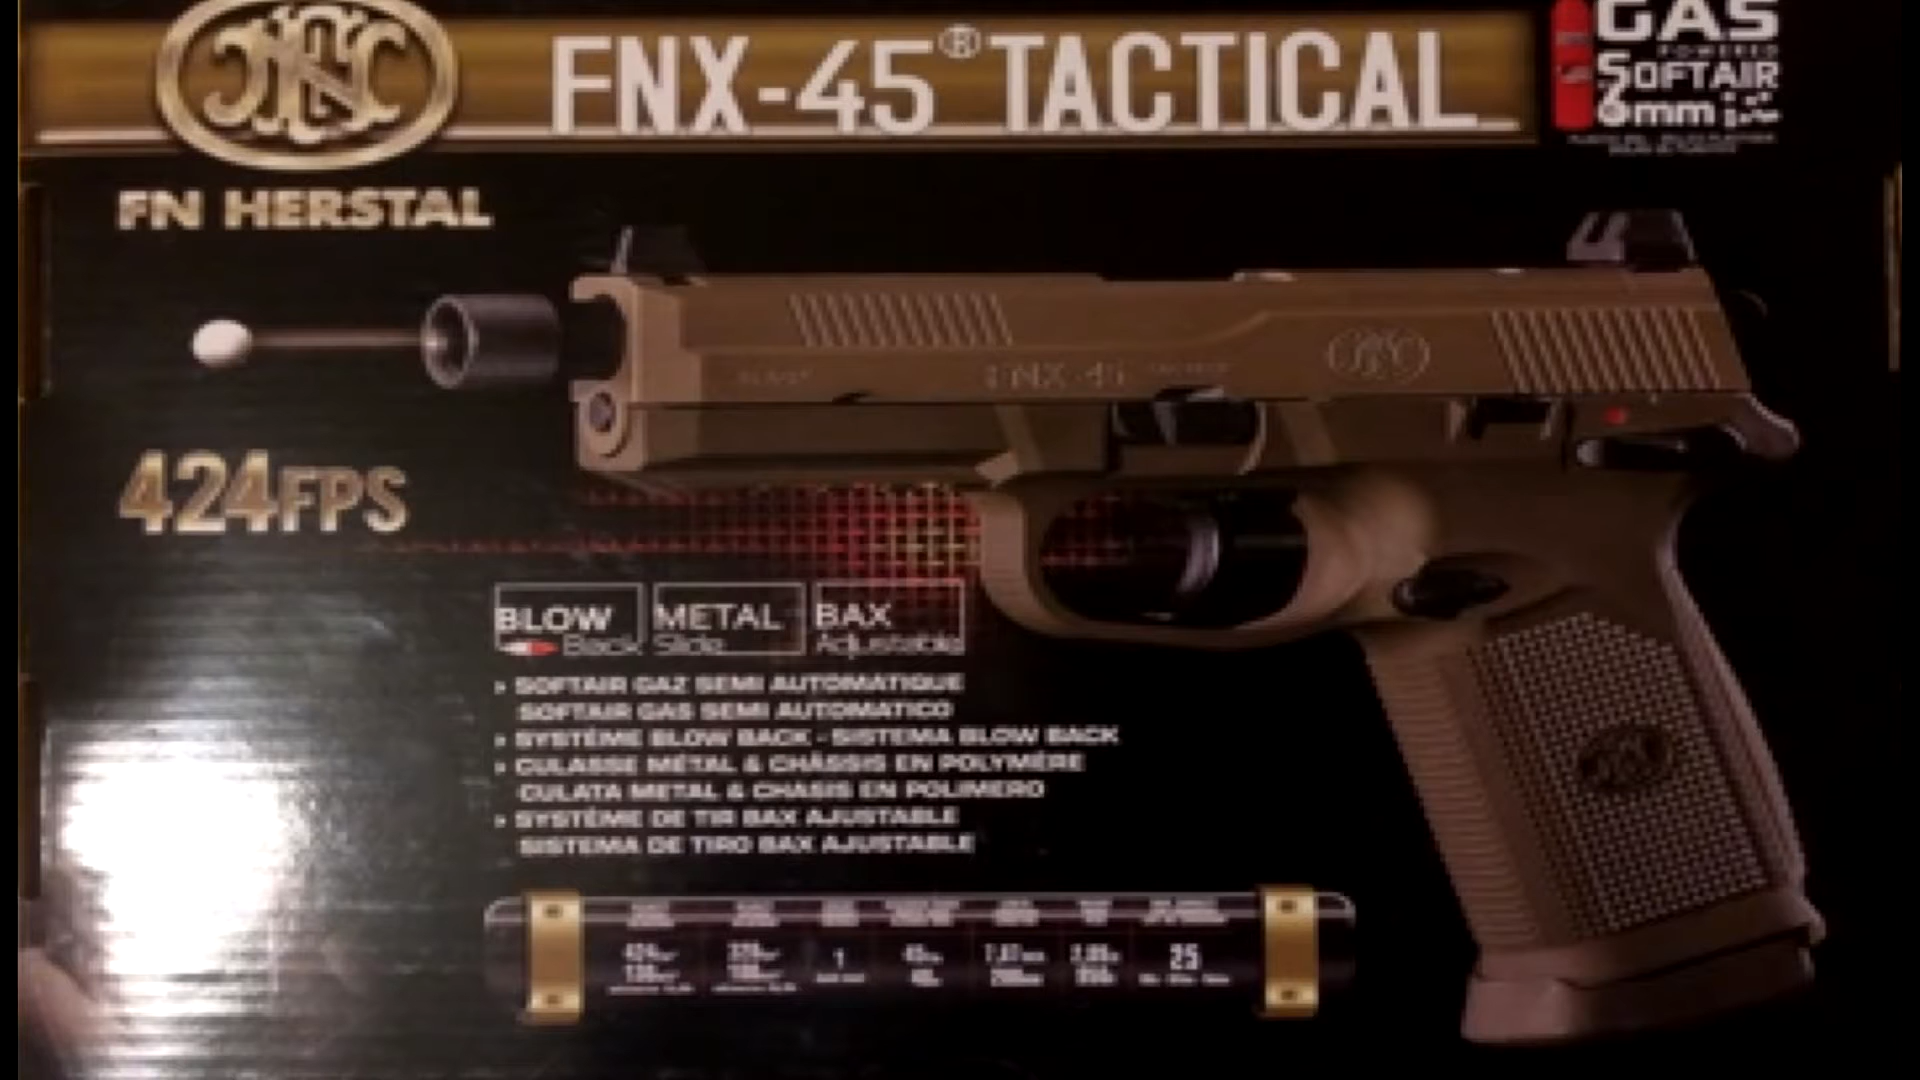 FNX-45® TACTICAL
GAS
POWERED
SOFTAIR
6mm
FN HERSTAL
FNX-45
424FPS
BLOW
Back
METAL
Slide
BAX
Adjustable
› SOFTAIR GAZ SEMI AUTOMATIQUE
SOFTAIR GAS SEMI AUTOMATICO
› SYSTÈME BLOW BACK - SISTEMA BLOW BACK
› CULASSE MÉTAL & CHÂSSIS EN POLYMÈRE
CULATA METAL & CHASIS EN POLIMERO
› SYSTÈME DE TIR BAX AJUSTABLE
SISTEMA DE TIRO BAX AJUSTABLE
424
1
25